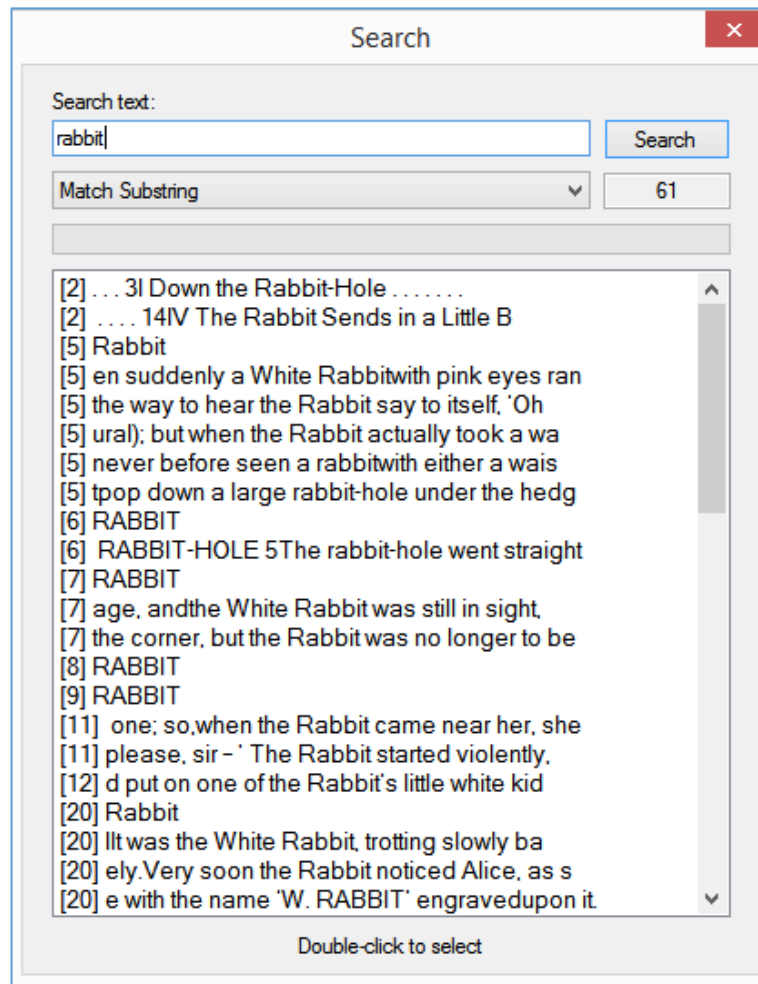 Search
Search text:
rabbit
Search
Match Substring
61
[2] . . . 3I Down the Rabbit-Hole . . . . . . .
[2]  . . . . 14IV The Rabbit Sends in a Little B
[5] Rabbit
[5] en suddenly a White Rabbitwith pink eyes ran
[5] the way to hear the Rabbit say to itself, ‘Oh
[5] ural); but when the Rabbit actually took a wa
[5] never before seen a rabbitwith either a wais
[5] tpop down a large rabbit-hole under the hedg
[6] RABBIT
[6]  RABBIT-HOLE 5The rabbit-hole went straight
[7] RABBIT
[7] age, andthe White Rabbit was still in sight,
[7] the corner, but the Rabbit was no longer to be
[8] RABBIT
[9] RABBIT
[11]  one; so,when the Rabbit came near her, she
[11] please, sir – ’ The Rabbit started violently,
[12] d put on one of the Rabbit’s little white kid
[20] Rabbit
[20] IIt was the White Rabbit, trotting slowly ba
[20] ely.Very soon the Rabbit noticed Alice, as s
[20] e with the name ‘W. RABBIT’ engravedupon it.
Double-click to select